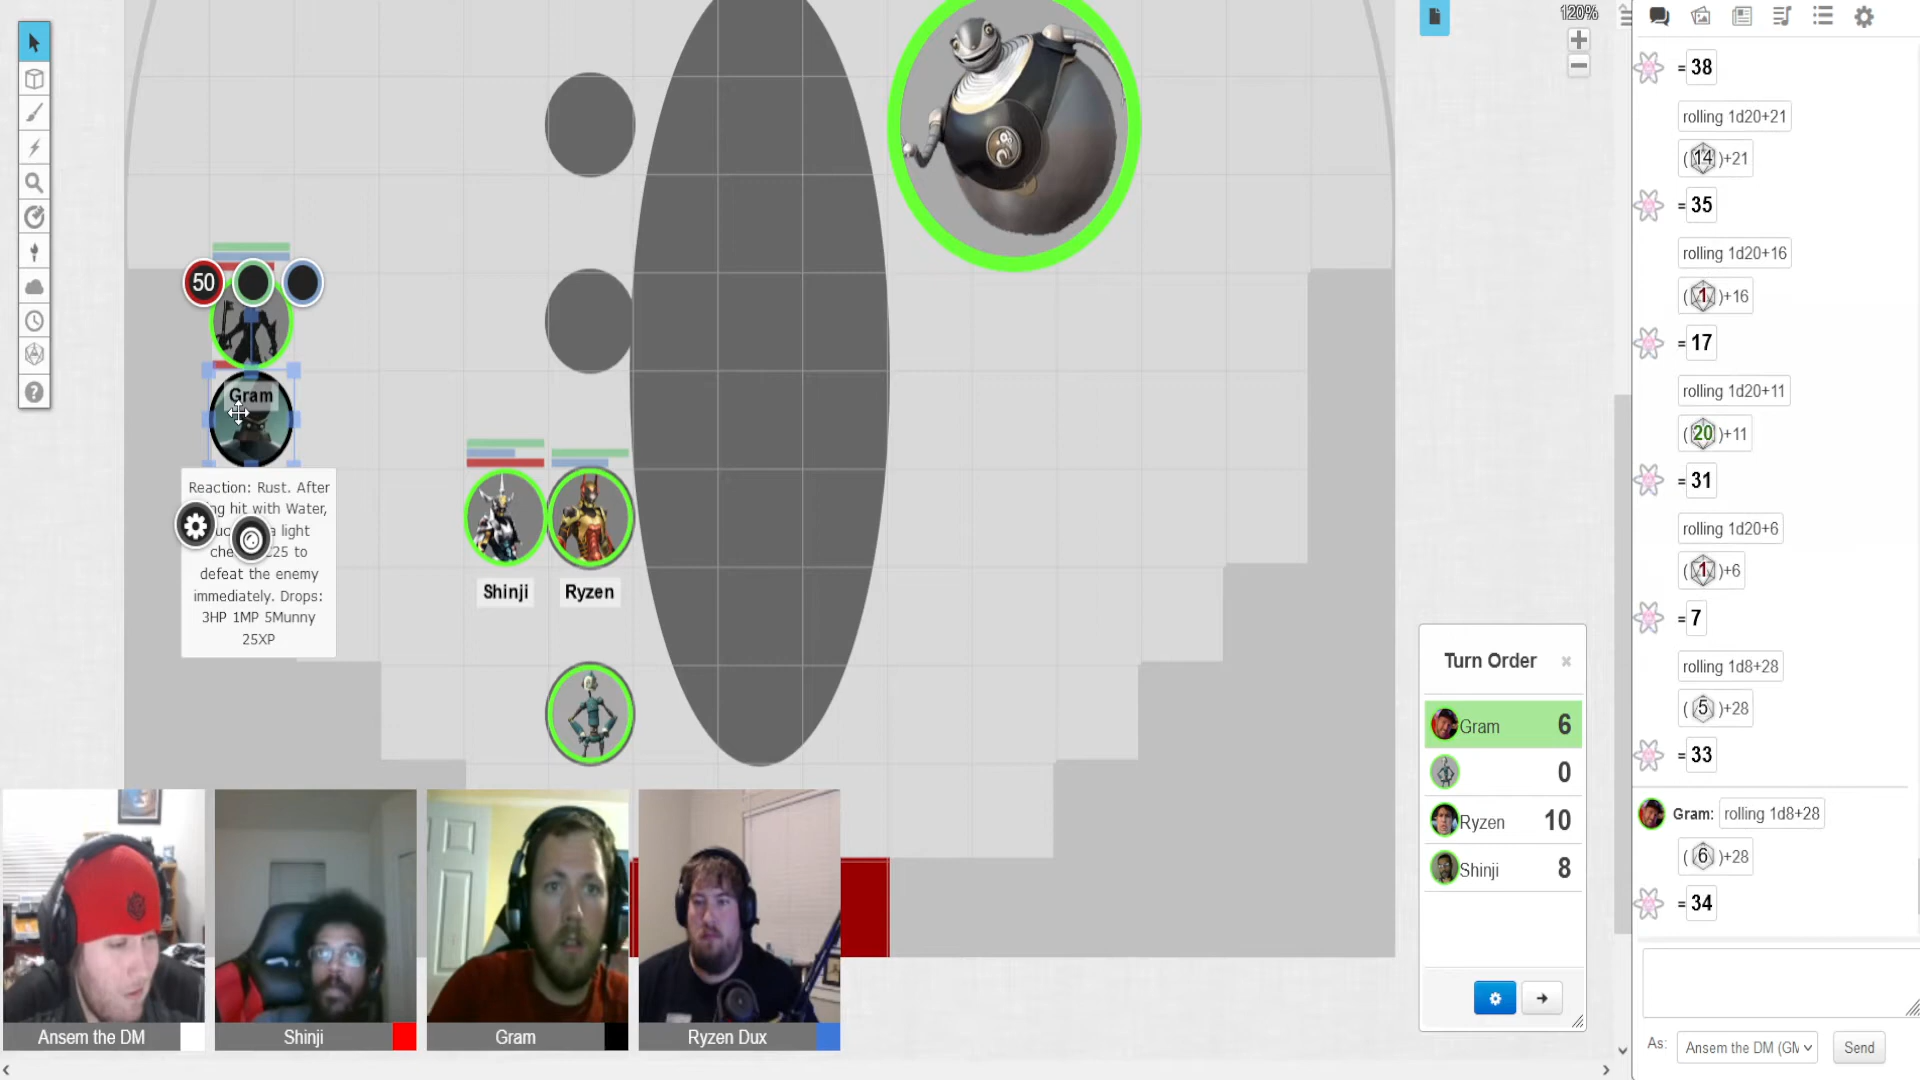 120%
50
Gram
Reaction: Rust. After
hit with Water,
a light
25 to
defeat the enemy
immediately. Drops:
3HP 1MP 5Munny
25XP
Shinji
Ryzen
Turn Order ×
Gram 6
0
Ryzen 10
Shinji 8
Ansem the DM
Shinji
Gram
Ryzen Dux
= 38
rolling 1d20+21
(14)+21
= 35
rolling 1d20+16
(1)+16
= 17
rolling 1d20+11
(20)+11
= 31
rolling 1d20+6
(1)+6
= 7
rolling 1d8+28
(5)+28
= 33
Gram: rolling 1d8+28
(6)+28
= 34
As: Ansem the DM (GM Send